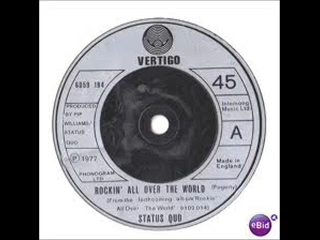 VERTIGO
6059 184
45
Intersong
Music Ltd
PRODUCED
BY PIP
WILLIAMS/
STATUS
QUO
A
℗ 1977
PHONOGRAM
LTD
Made in
England
ROCKIN' ALL OVER THE WORLD
(Fogerty)
(From the forthcoming album 'Rockin'
All Over The World' 9102 014)
STATUS QUO
eBid